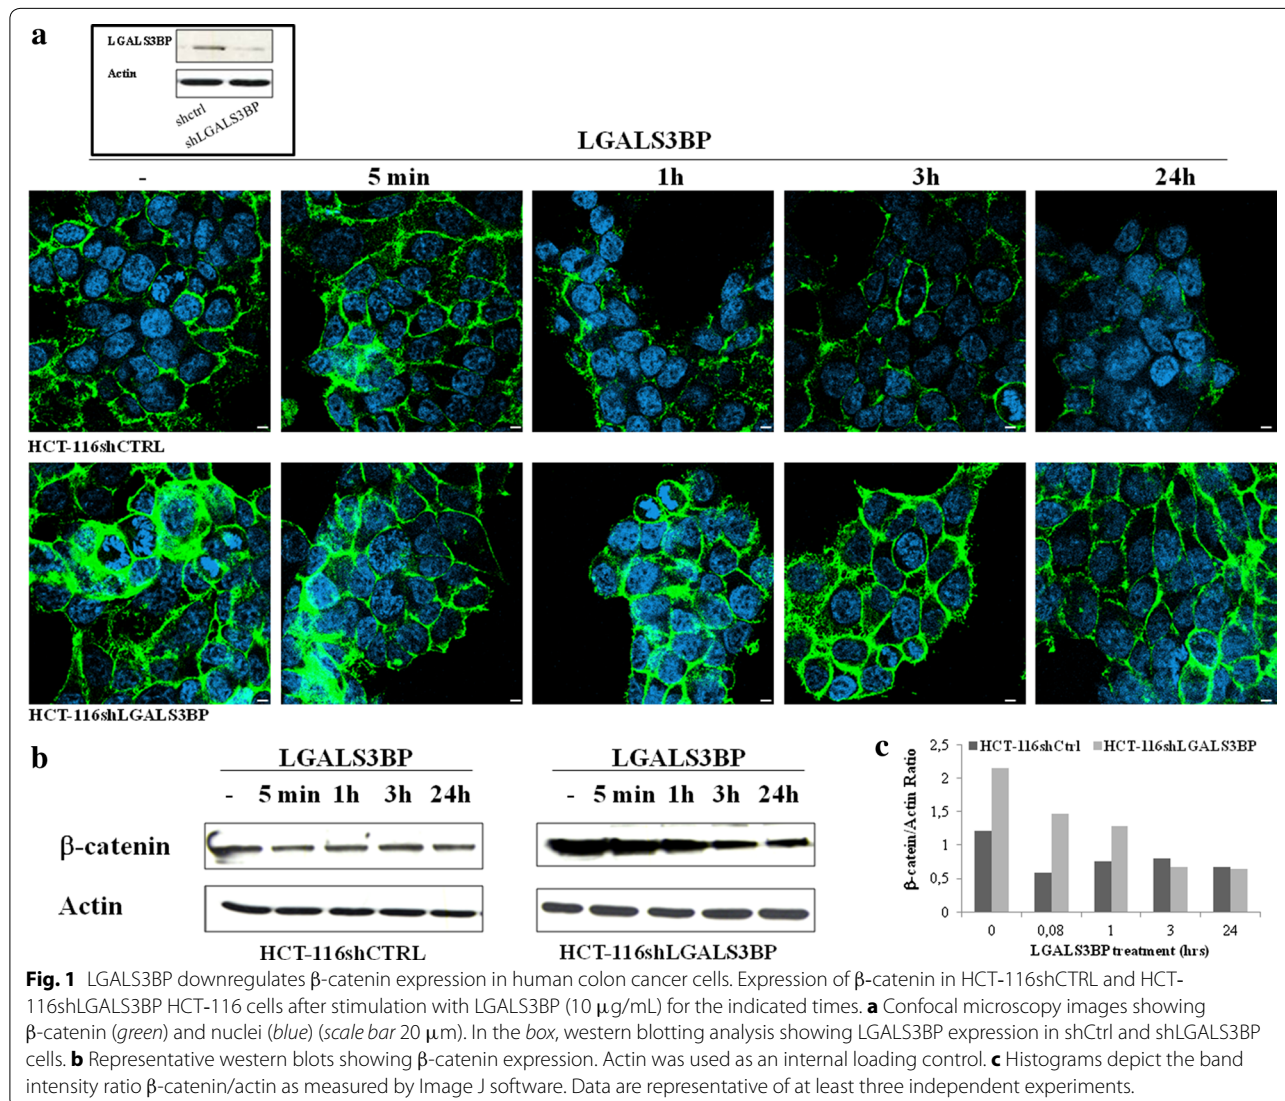 a
LGALS3BP
Actin
shctrl
shLGALS3BP
LGALS3BP
- 5 min 1h 3h 24h
HCT-116shCTRL
HCT-116shLGALS3BP
b
LGALS3BP
- 5 min 1h 3h 24h
LGALS3BP
- 5 min 1h 3h 24h
β-catenin
Actin
HCT-116shCTRL
HCT-116shLGALS3BP
c
HCT-116shCtrl HCT-116shLGALS3BP
β-catein/Actin Ratio
2,5
2
1,5
1
0,5
0
0 0,08 1 3 24
LGALS3BP treatment (hrs)
Fig. 1 LGALS3BP downregulates β-catenin expression in human colon cancer cells. Expression of β-catenin in HCT-116shCTRL and HCT-
116shLGALS3BP HCT-116 cells after stimulation with LGALS3BP (10 μg/mL) for the indicated times. a Confocal microscopy images showing
β-catenin (green) and nuclei (blue) (scale bar 20 μm). In the box, western blotting analysis showing LGALS3BP expression in shCtrl and shLGALS3BP
cells. b Representative western blots showing β-catenin expression. Actin was used as an internal loading control. c Histograms depict the band
intensity ratio β-catenin/actin as measured by Image J software. Data are representative of at least three independent experiments.